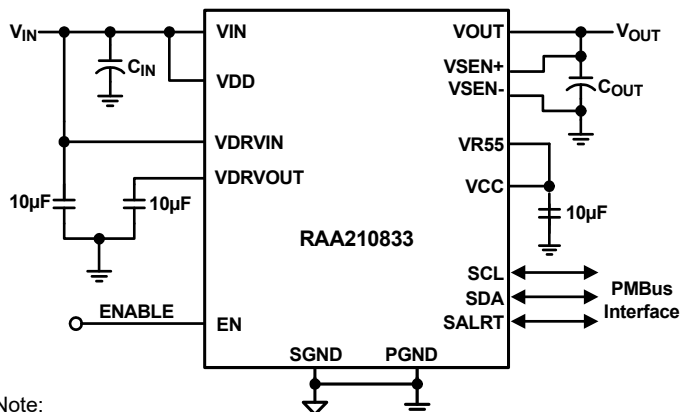 VIN
CIN
VIN
VDD
VDRVIN
VDRVOUT
10µF
10µF
ENABLE
EN
RAA210833
SGND
PGND
VOUT
VOUT
VSEN+
VSEN-
COUT
VR55
VCC
10µF
SCL
SDA
SALRT
PMBus
Interface
Note: